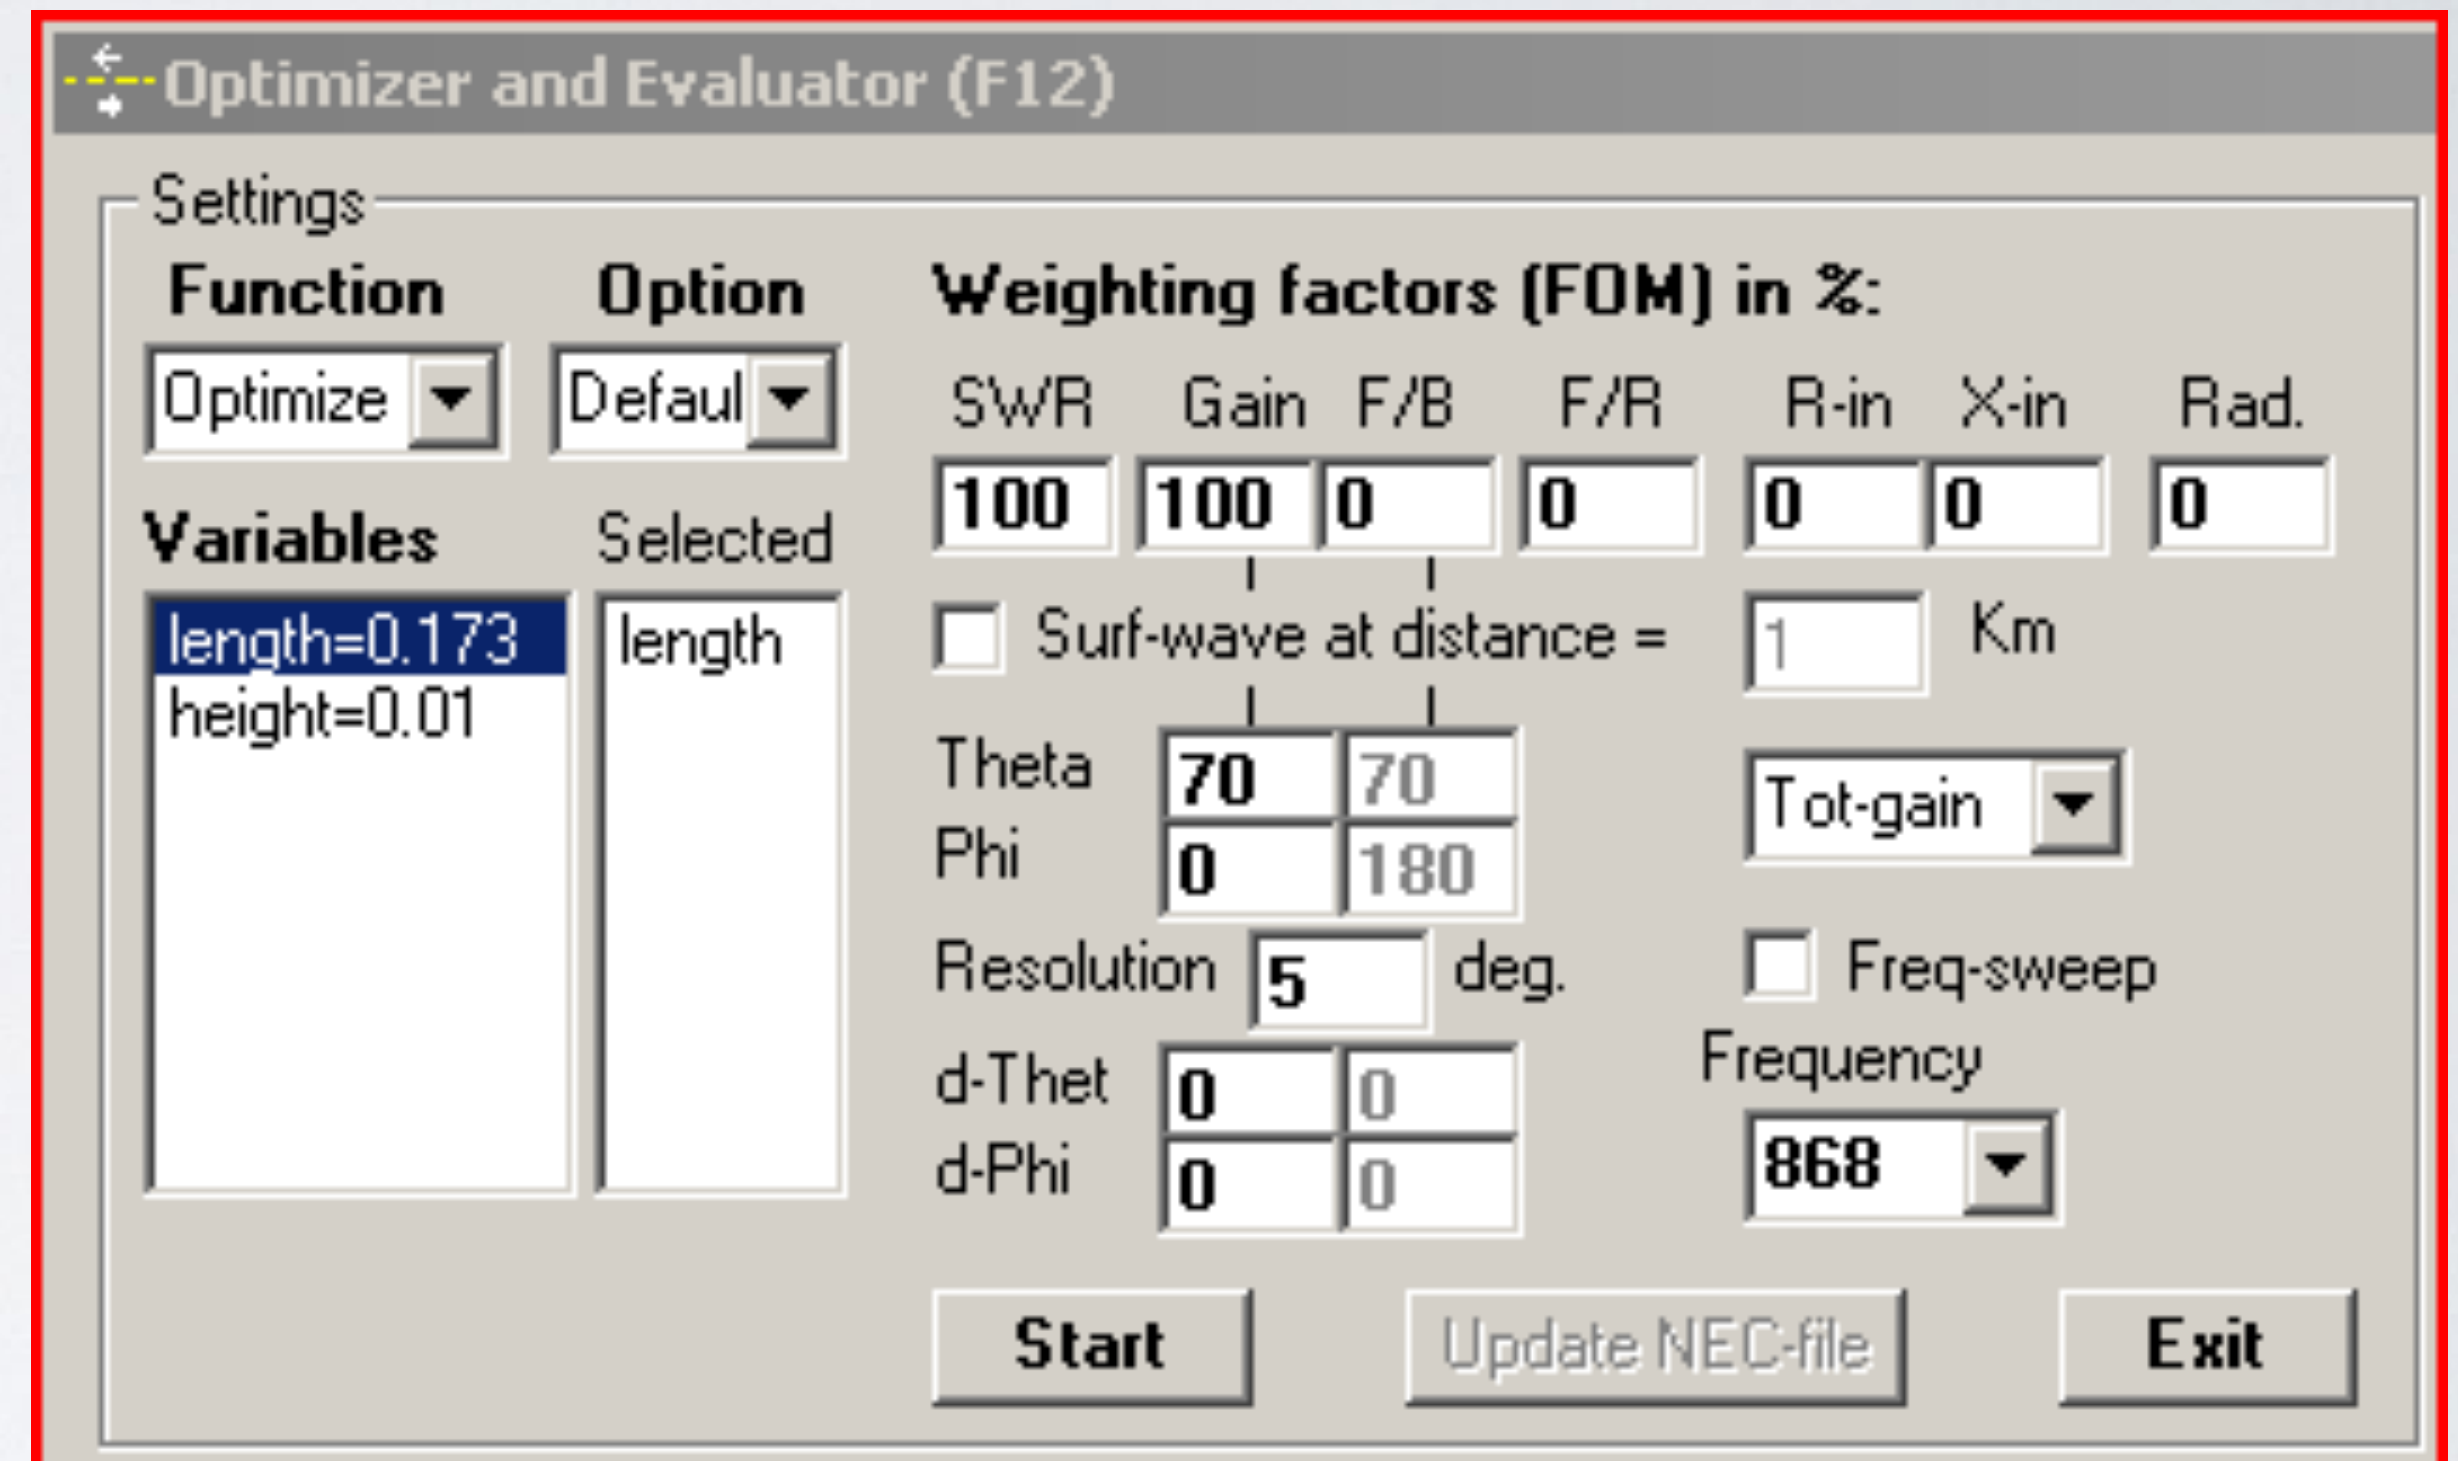 Optimizer and Evaluator (F12)
Settings
Function Option Weighting factors (FOM) in %:
Optimize Defaul SWR Gain F/B F/R R-in X-in Rad.
100 100 0 0 0 0 0
Variables Selected
length=0.173 length Surf-wave at distance = 1 Km
height=0.01
Theta 70 70 Tot-gain
Phi 0 180
Resolution 5 deg. Freq-sweep
d-Thet 0 0 Frequency
d-Phi 0 0 868
Start Update NEC-file Exit